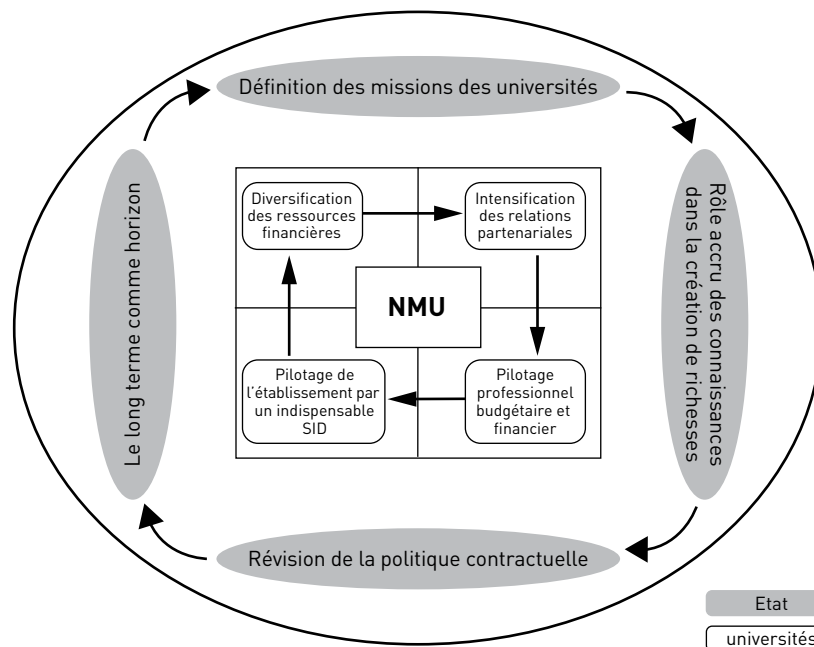 Définition des missions des universités
Rôle accru des connaissances
dans la création de richesses
Révision de la politique contractuelle
Le long terme comme horizon
Diversification
des ressources
financières
Intensification
des relations
partenariales
NMU
Pilotage
professionnel
budgétaire et
financier
Pilotage de
l'établissement par
un indispensable
SID
Etat
universités